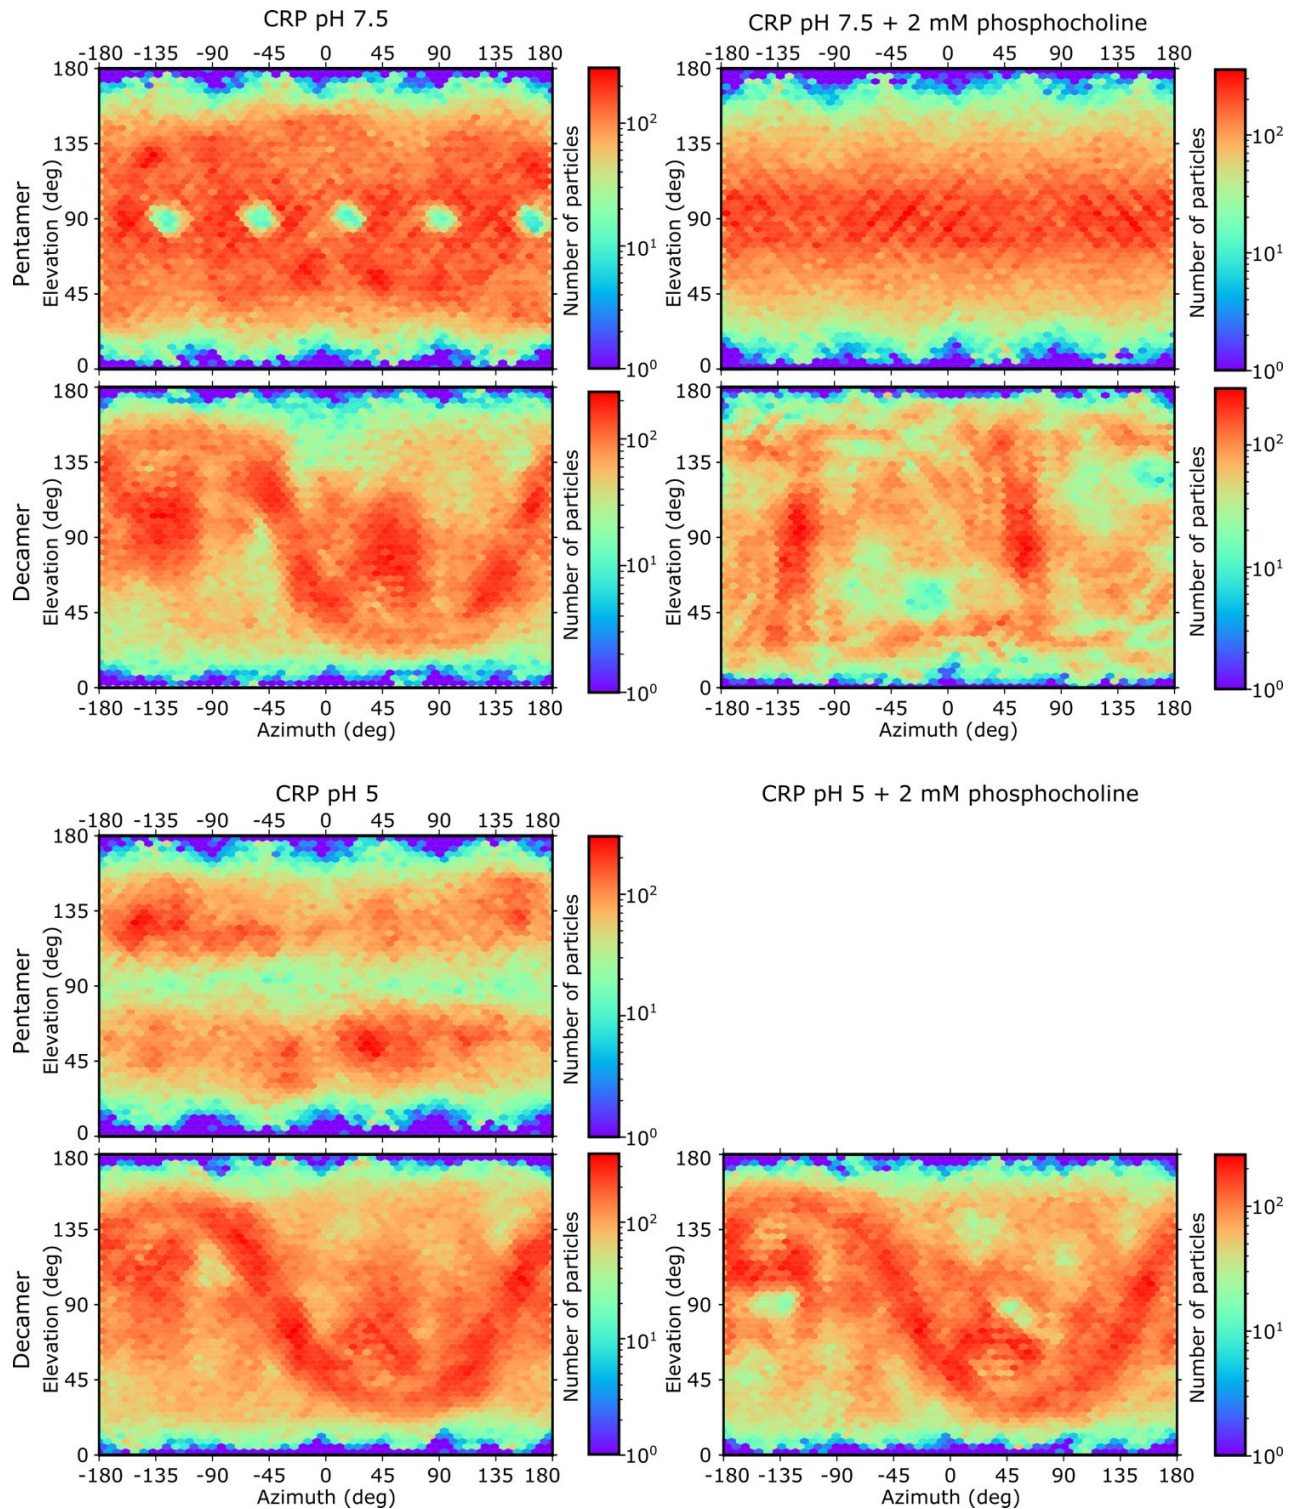 CRP pH 7.5
-180 -135 -90 -45 0 45 90 135 180
Pentamer
Elevation (deg)
180
135
90
45
0
Number of particles
10²
10¹
10⁰
CRP pH 7.5 + 2 mM phosphocholine
-180 -135 -90 -45 0 45 90 135 180
Elevation (deg)
180
135
90
45
0
Number of particles
10²
10¹
10⁰
Decamer
Elevation (deg)
180
135
90
45
0
-180 -135 -90 -45 0 45 90 135 180
Azimuth (deg)
Number of particles
10²
10¹
10⁰
Elevation (deg)
180
135
90
45
0
-180 -135 -90 -45 0 45 90 135 180
Azimuth (deg)
Number of particles
10²
10¹
10⁰
CRP pH 5
-180 -135 -90 -45 0 45 90 135 180
Pentamer
Elevation (deg)
180
135
90
45
0
Number of particles
10²
10¹
10⁰
CRP pH 5 + 2 mM phosphocholine
Decamer
Elevation (deg)
180
135
90
45
0
-180 -135 -90 -45 0 45 90 135 180
Azimuth (deg)
Number of particles
10²
10¹
10⁰
Elevation (deg)
180
135
90
45
0
-180 -135 -90 -45 0 45 90 135 180
Azimuth (deg)
Number of particles
10²
10¹
10⁰